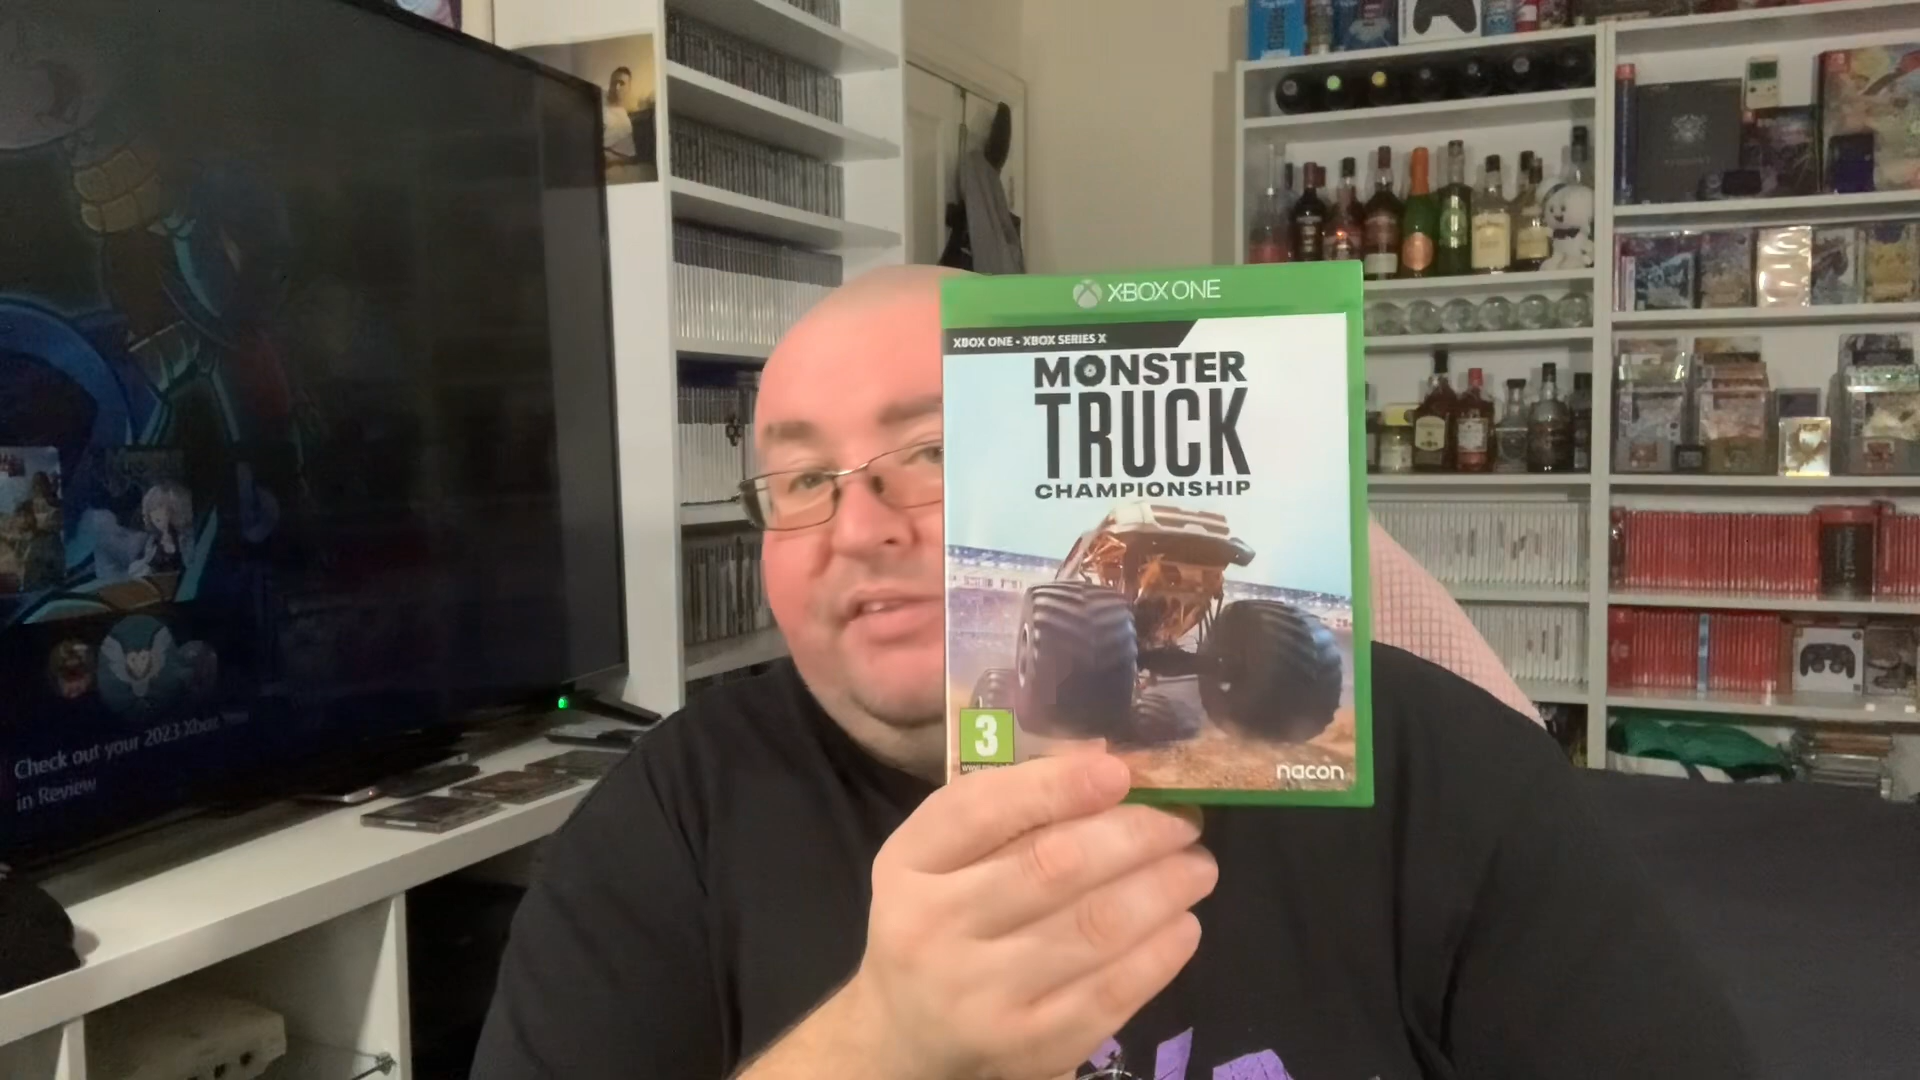 XBOX ONE
XBOX ONE - XBOX SERIES X
MONSTER
TRUCK
CHAMPIONSHIP
3
nacon
Check out your 2023 Xbox Year
in Review